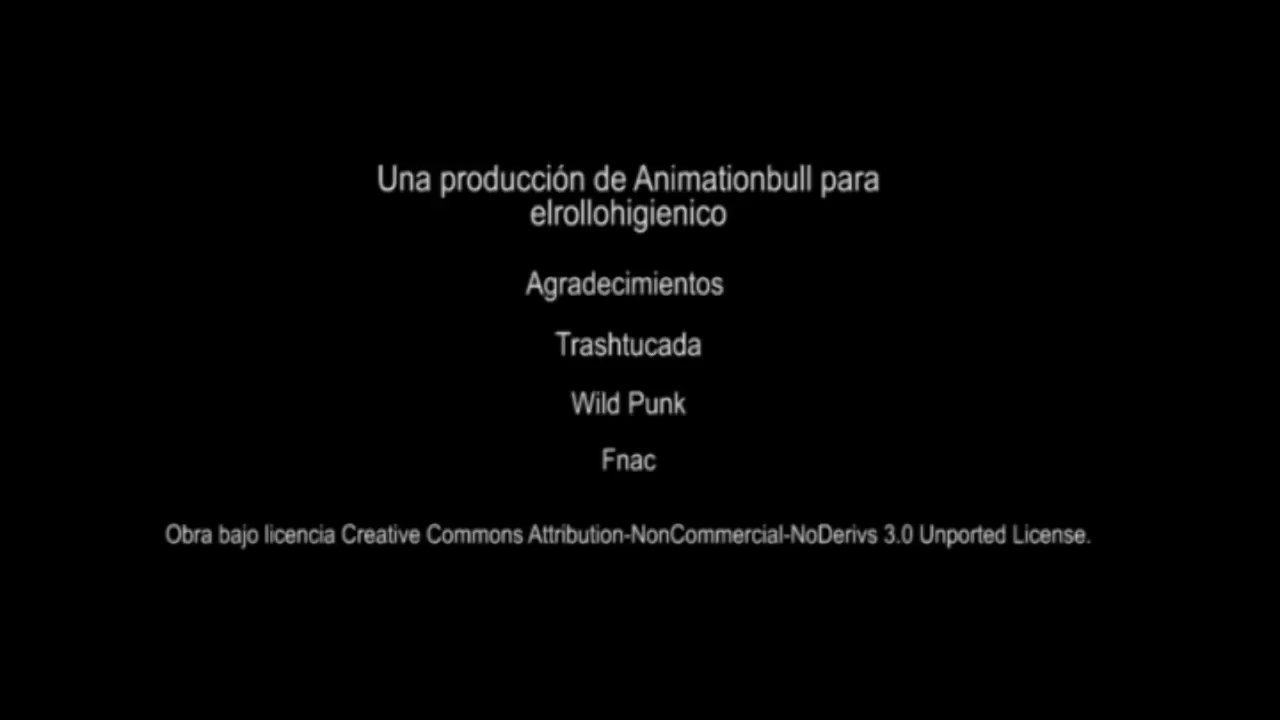 Una producción de Animationbull para
elrollohigienico
Agradecimientos
Trashtucada
Wild Punk
Fnac
Obra bajo licencia Creative Commons Attribution-NonCommercial-NoDerivs 3.0 Unported License.